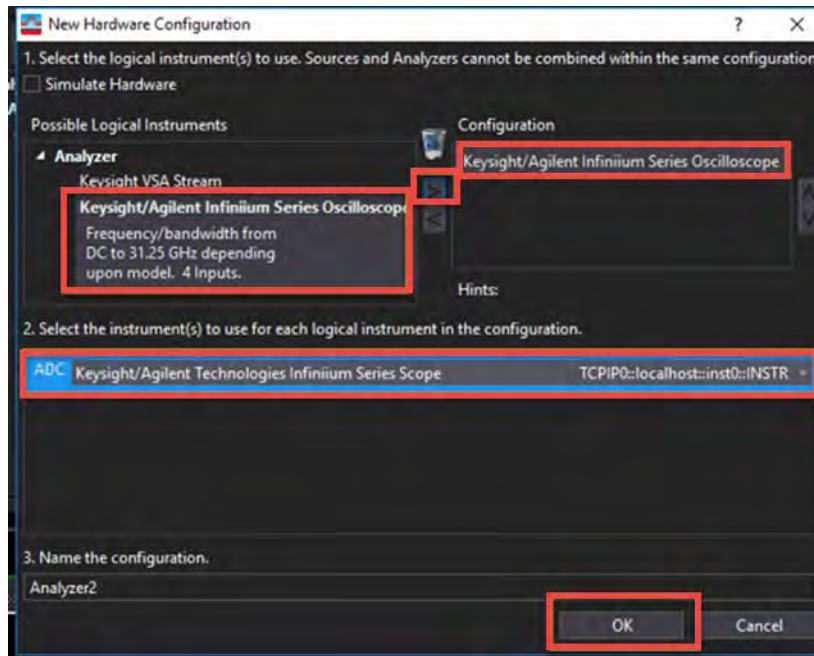 New Hardware Configuration
1. Select the logical instrument(s) to use. Sources and Analyzers cannot be combined within the same configuration
Simulate Hardware
Possible Logical Instruments
Analyzer
Keysight VSA Stream
Keysight/Agilent Infiniium Series Oscilloscope
Frequency/bandwidth from
DC to 31.25 GHz depending
upon model. 4 Inputs.
>
<
Configuration
Keysight/Agilent Infiniium Series Oscilloscope
Hints:
2. Select the instrument(s) to use for each logical instrument in the configuration.
ADC Keysight/Agilent Technologies Infiniium Series Scope TCPIP0::localhost::inst0::INSTR
3. Name the configuration.
Analyzer2
OK Cancel